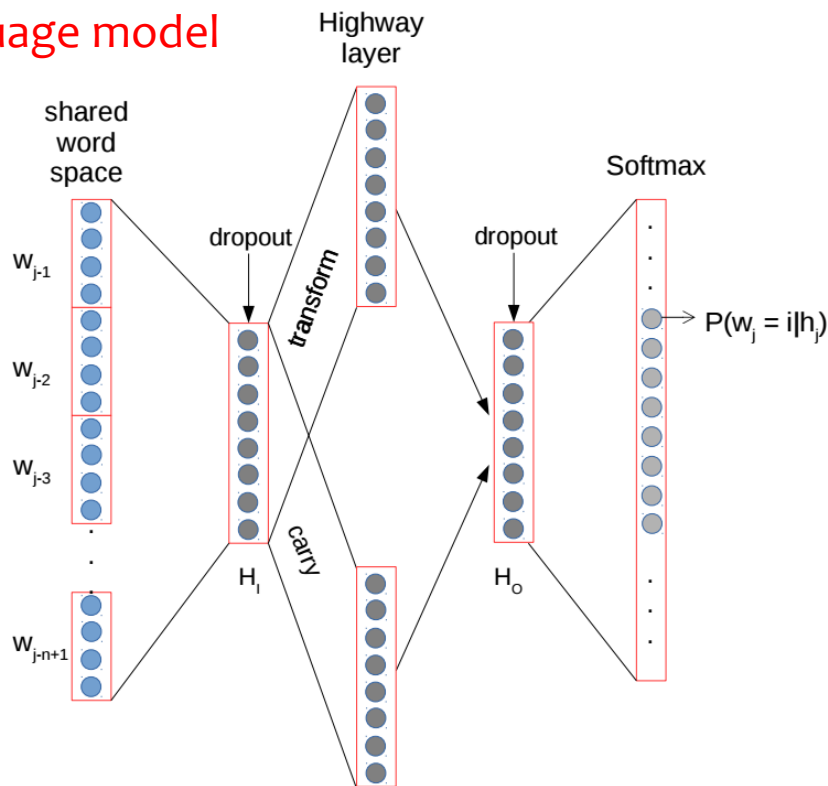 uage model
Highway
layer
shared
word
space
Softmax
dropout
dropout
transform
carry
w_{j-1}
w_{j-2}
w_{j-3}
.
.
.
w_{j-n+1}
H_I
H_O
.
.
.
P(w_j = i|h_j)
.
.
.